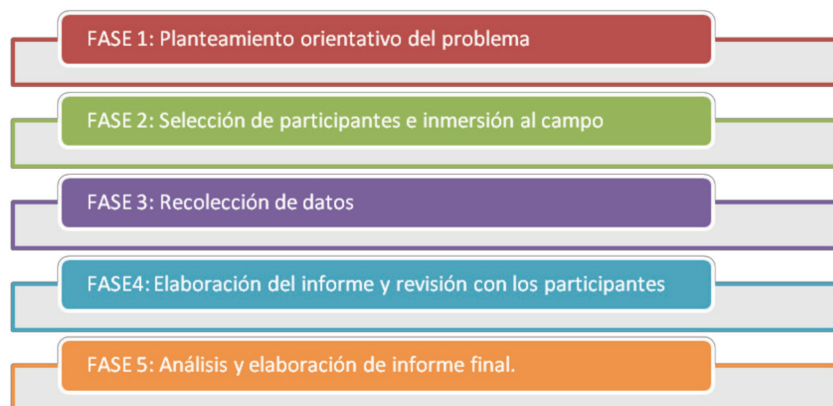 FASE 1: Planteamiento orientativo del problema
FASE 2: Selección de participantes e inmersión al campo
FASE 3: Recolección de datos
FASE4: Elaboración del informe y revisión con los participantes
FASE 5: Análisis y elaboración de informe final.